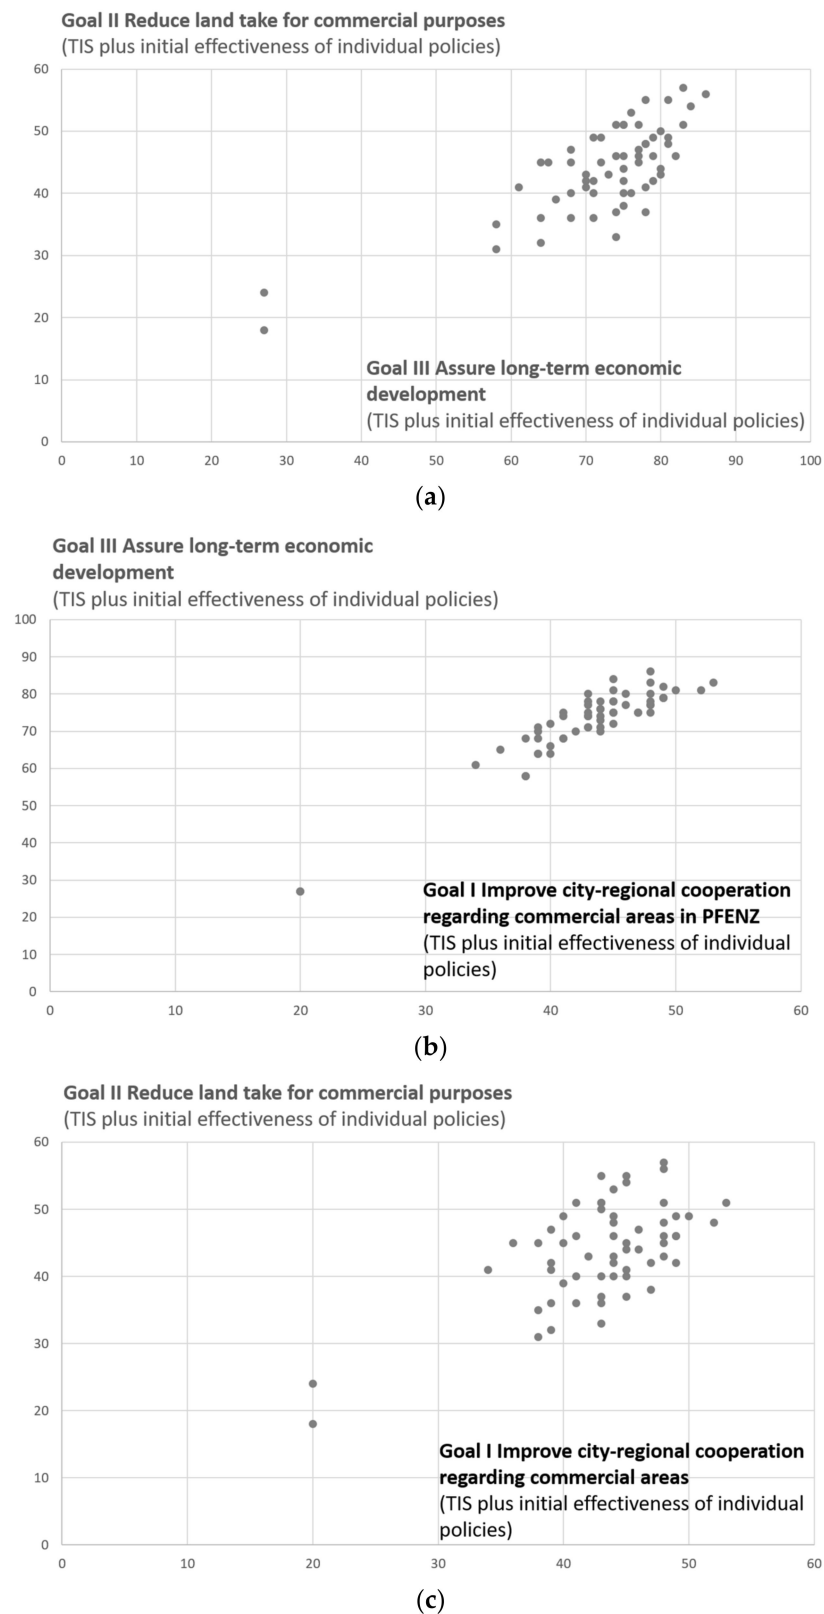 Goal II Reduce land take for commercial purposes
(TIS plus initial effectiveness of individual policies)
60
50
40
30
20
10
0
Goal III Assure long-term economic
development
(TIS plus initial effectiveness of individual policies)
0 10 20 30 40 50 60 70 80 90 100
(a)
Goal III Assure long-term economic
development
(TIS plus initial effectiveness of individual policies)
100
90
80
70
60
50
40
30
20
10
0
Goal I Improve city-regional cooperation
regarding commercial areas in PFENZ
(TIS plus initial effectiveness of individual
policies)
0 10 20 30 40 50 60
(b)
Goal II Reduce land take for commercial purposes
(TIS plus initial effectiveness of individual policies)
60
50
40
30
20
10
0
Goal I Improve city-regional cooperation
regarding commercial areas
(TIS plus initial effectiveness of individual
policies)
0 10 20 30 40 50 60
(c)